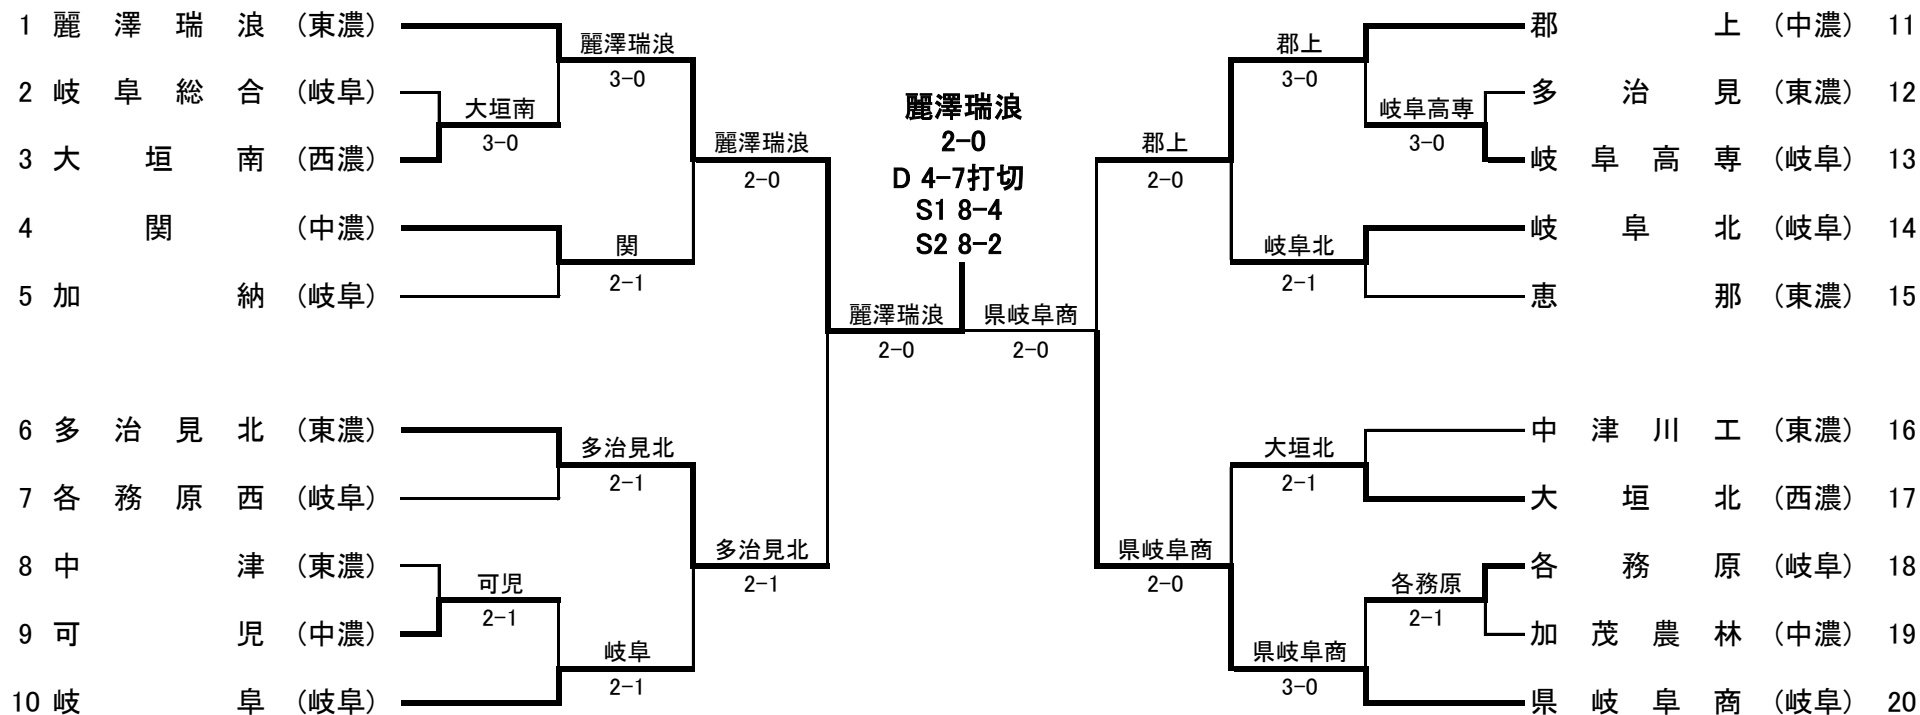 1 麗澤瑞浪 (東濃)
2 岐阜総合 (岐阜)
3 大垣南 (西濃)
4 関 (中濃)
5 加納 (岐阜)
6 多治見北 (東濃)
7 各務原西 (岐阜)
8 中津 (東濃)
9 可児 (中濃)
10 岐阜 (岐阜)
大垣南
3-0
可児
2-1
麗澤瑞浪
3-0
関
2-1
多治見北
2-1
岐阜
2-1
麗澤瑞浪
2-0
多治見北
2-1
麗澤瑞浪
2-0
麗澤瑞浪
2-0
D 4-7打切
S1 8-4
S2 8-2
県岐阜商
2-0
郡上
2-0
県岐阜商
2-0
郡上
3-0
岐阜北
2-1
大垣北
2-1
県岐阜商
3-0
岐阜高専
3-0
各務原
2-1
郡上 (中濃) 11
多治見 (東濃) 12
岐阜高専 (岐阜) 13
岐阜北 (岐阜) 14
恵那 (東濃) 15
中津川工 (東濃) 16
大垣北 (西濃) 17
各務原 (岐阜) 18
加茂農林 (中濃) 19
県岐阜商 (岐阜) 20